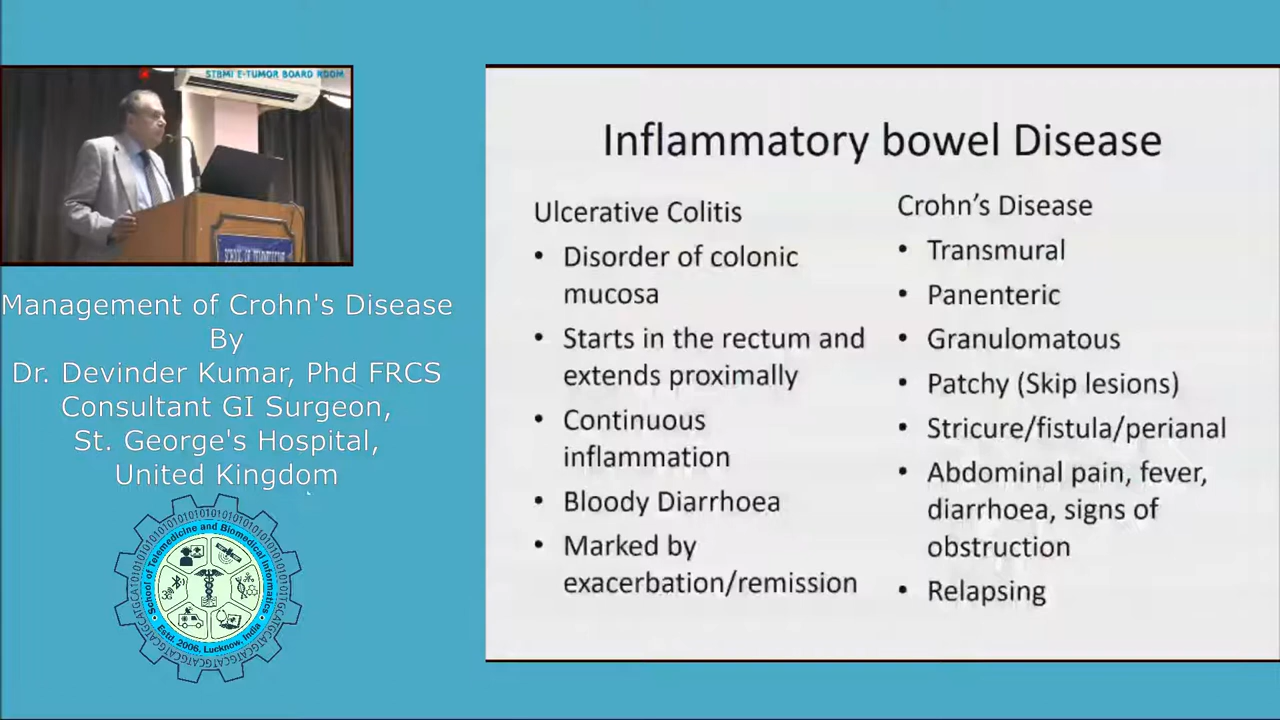 STBMI E-TUMOR BOARD ROOM
Management of Crohn's Disease
By
Dr. Devinder Kumar, Phd FRCS
Consultant GI Surgeon,
St. George's Hospital,
United Kingdom
School of Telemedicine and Biomedical Informatics
Estd. 2006, Lucknow, India
Inflammatory bowel Disease
Ulcerative Colitis
• Disorder of colonic
mucosa
• Starts in the rectum and
extends proximally
• Continuous
inflammation
• Bloody Diarrhoea
• Marked by
exacerbation/remission
Crohn's Disease
• Transmural
• Panenteric
• Granulomatous
• Patchy (Skip lesions)
• Stricure/fistula/perianal
• Abdominal pain, fever,
diarrhoea, signs of
obstruction
• Relapsing